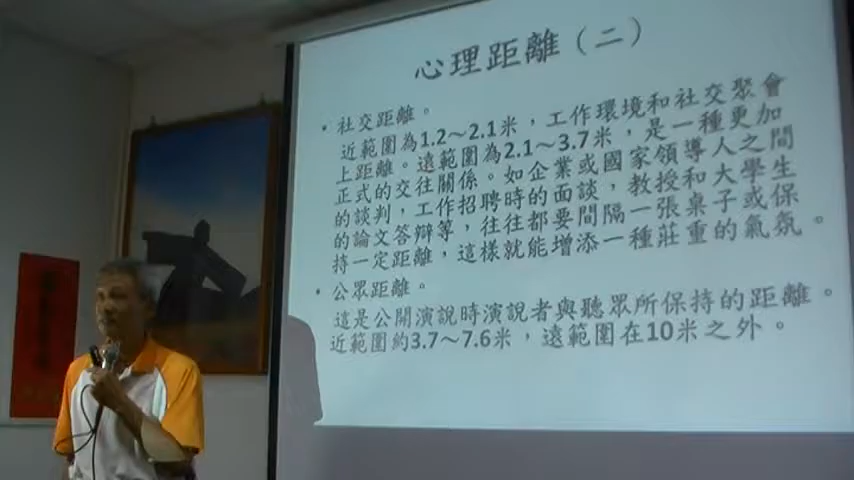 心理距離（二）
• 社交距離。
近範圍為1.2～2.1米，工作環境和社交聚會
上距離。遠範圍為2.1～3.7米，是一種更加
正式的交往關係。如企業或國家領導人之間
的談判，工作招聘時的面談，教授和大學生
的論文答辯等，往往都要間隔一張桌子或保
持一定距離，這樣就能增添一種莊重的氣氛。
• 公眾距離。
這是公開演說時演說者與聽眾所保持的距離。
近範圍約3.7～7.6米，遠範圍在10米之外。